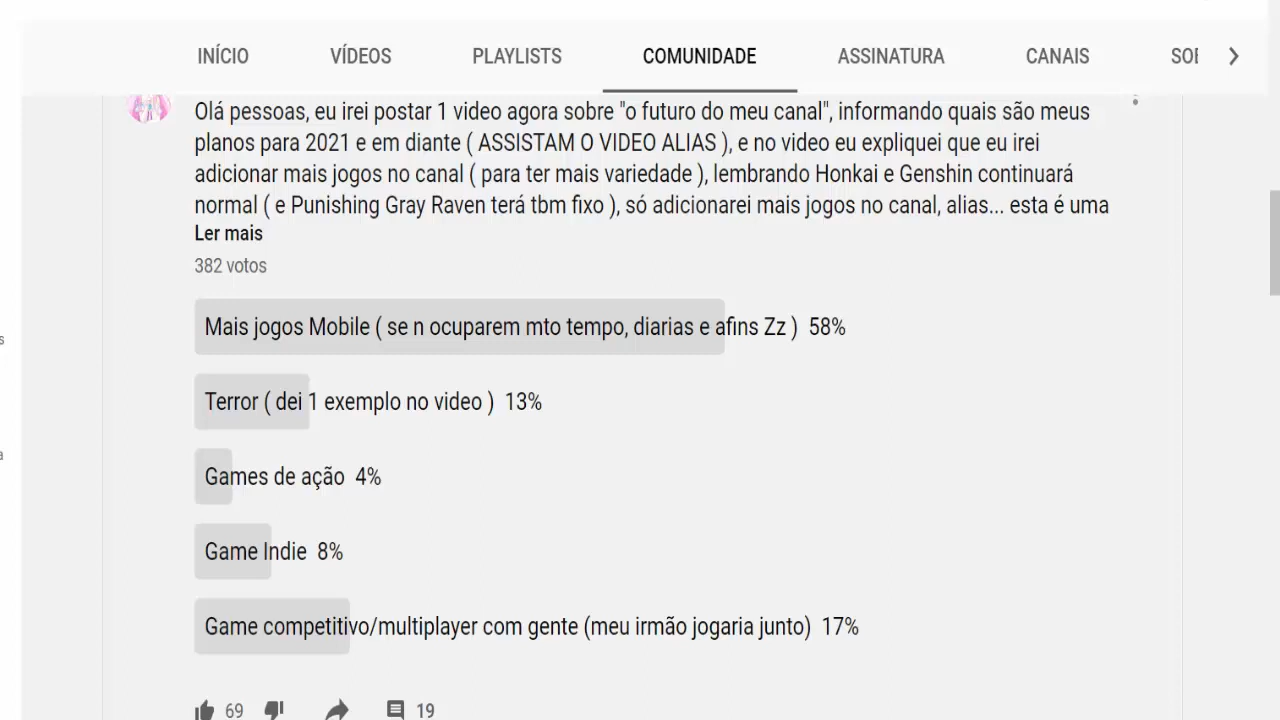 INÍCIO VÍDEOS PLAYLISTS COMUNIDADE ASSINATURA CANAIS
Olá pessoas, eu irei postar 1 video agora sobre "o futuro do meu canal", informando quais são meus
planos para 2021 e em diante ( ASSISTAM O VIDEO ALIAS ), e no video eu expliquei que eu irei
adicionar mais jogos no canal ( para ter mais variedade ), lembrando Honkai e Genshin continuará
normal ( e Punishing Gray Raven terá tbm fixo ), só adicionarei mais jogos no canal, alias... esta é uma
Ler mais
382 votos
Mais jogos Mobile ( se n ocuparem mto tempo, diarias e afins Zz ) 58%
Terror ( dei 1 exemplo no video ) 13%
Games de ação 4%
Game Indie 8%
Game competitivo/multiplayer com gente (meu irmão jogaria junto) 17%
69 19